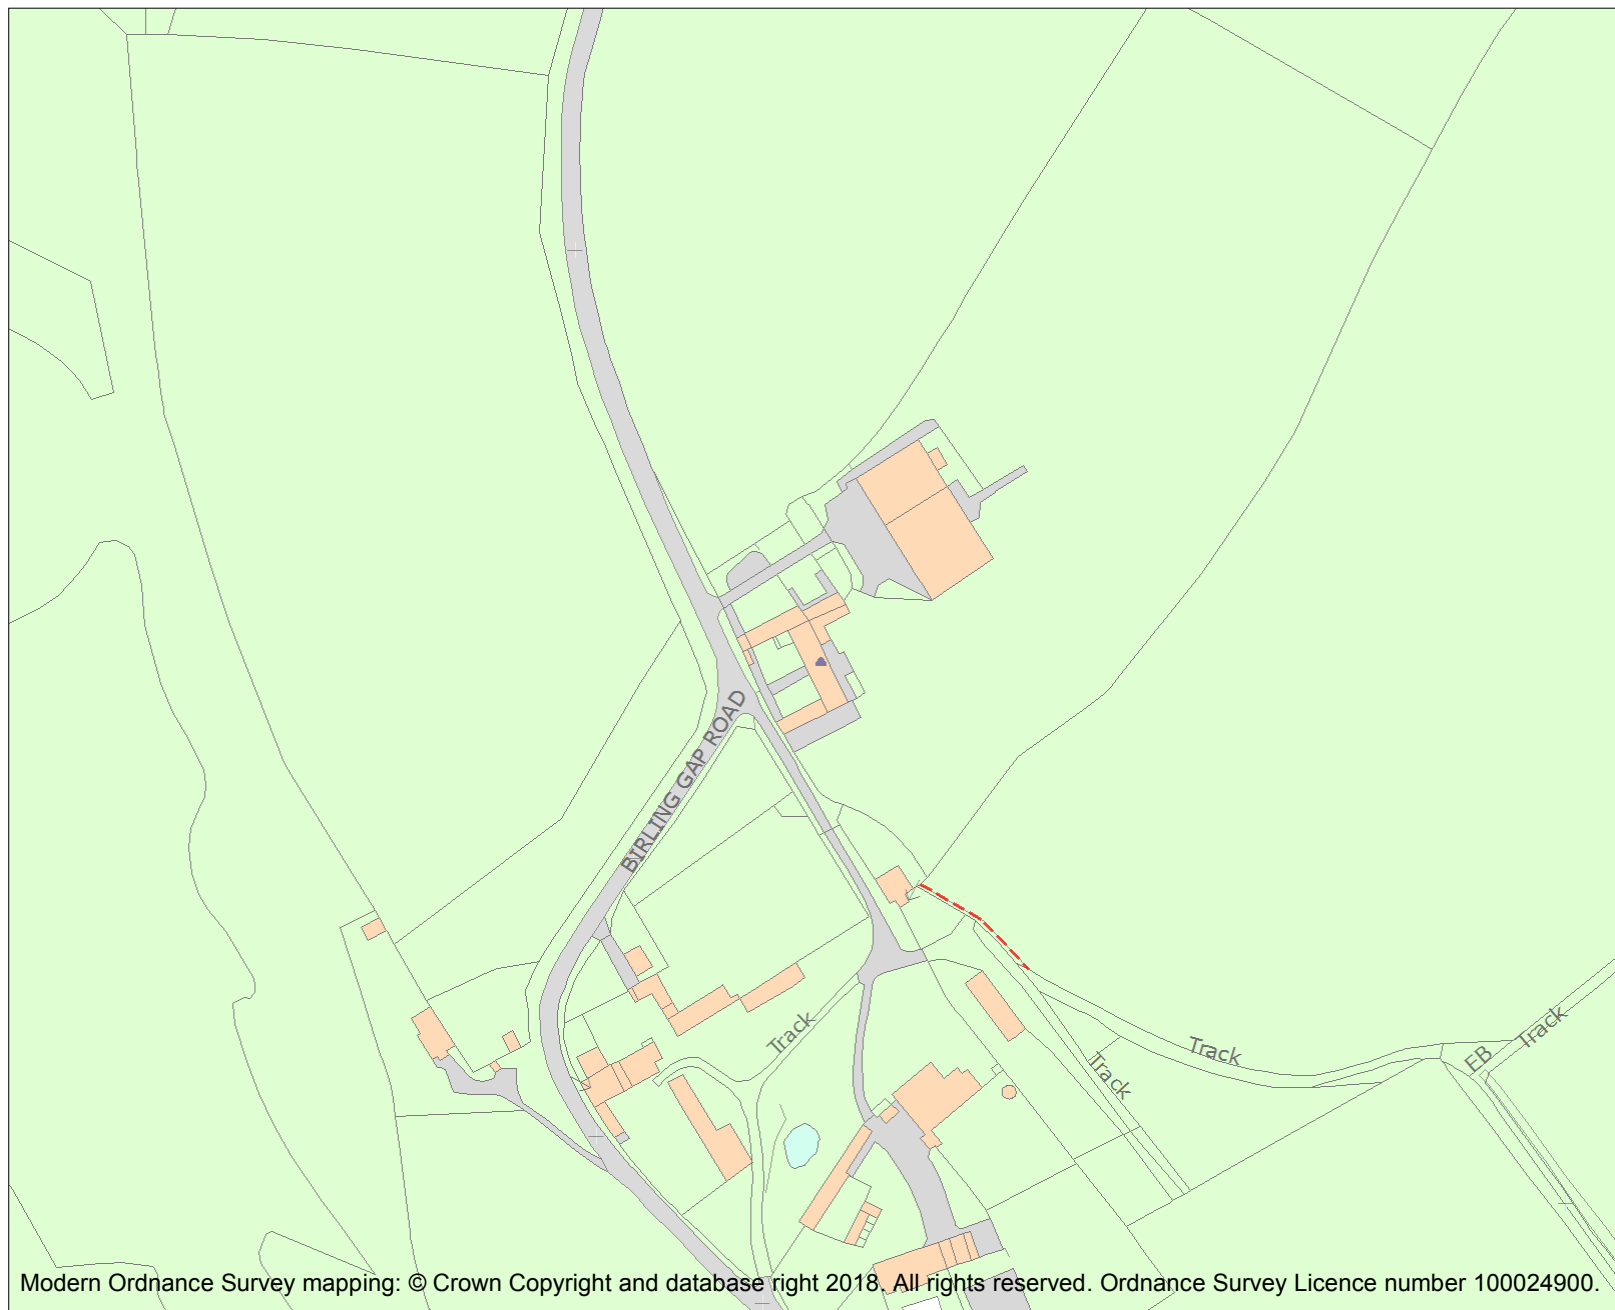 BIRLING GAP ROAD
Track
Track
Track
EB
Track
Modern Ordnance Survey mapping: © Crown Copyright and database right 2018. All rights reserved. Ordnance Survey Licence number 100024900.